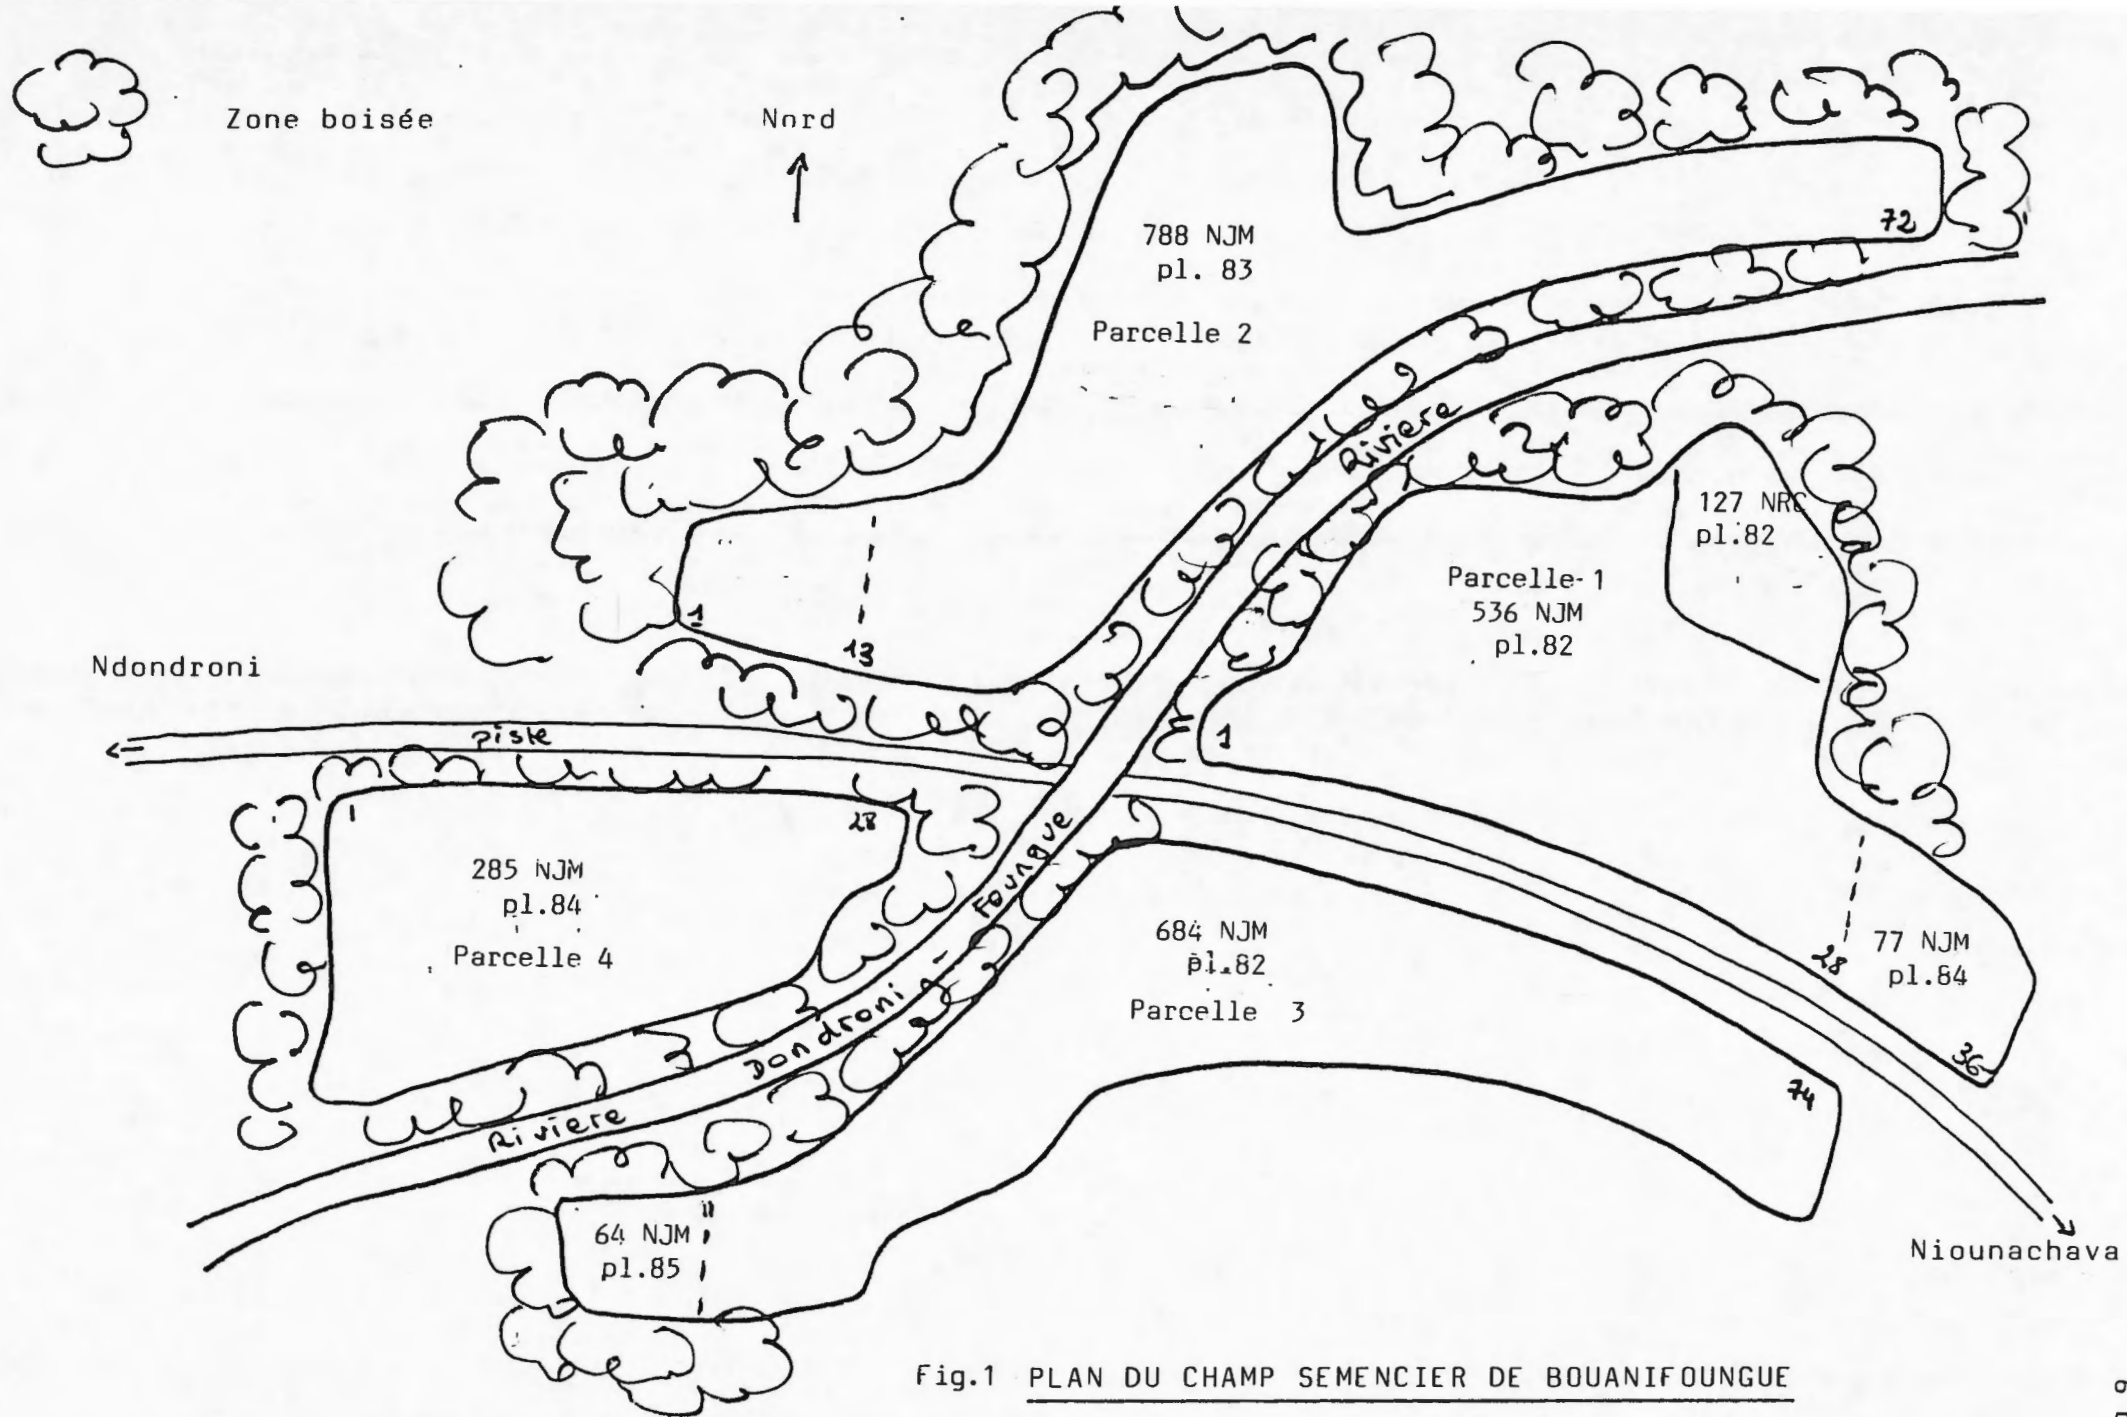 Zone boisée
Nord
72
788 NJM
pl. 83
Parcelle 2
Rivière
127 NRC
pl.82
Parcelle-1
536 NJM
pl.82
1
13
Ndondroni
piste
1
1
28
285 NJM
pl.84
Parcelle 4
Foungue
684 NJM
pl.82
Parcelle 3
28
77 NJM
pl.84
36
74
Dondroni -
Riviere
64 NJM
pl.85
Niounachava
Fig.1 PLAN DU CHAMP SEMENCIER DE BOUANIFOUNGUE